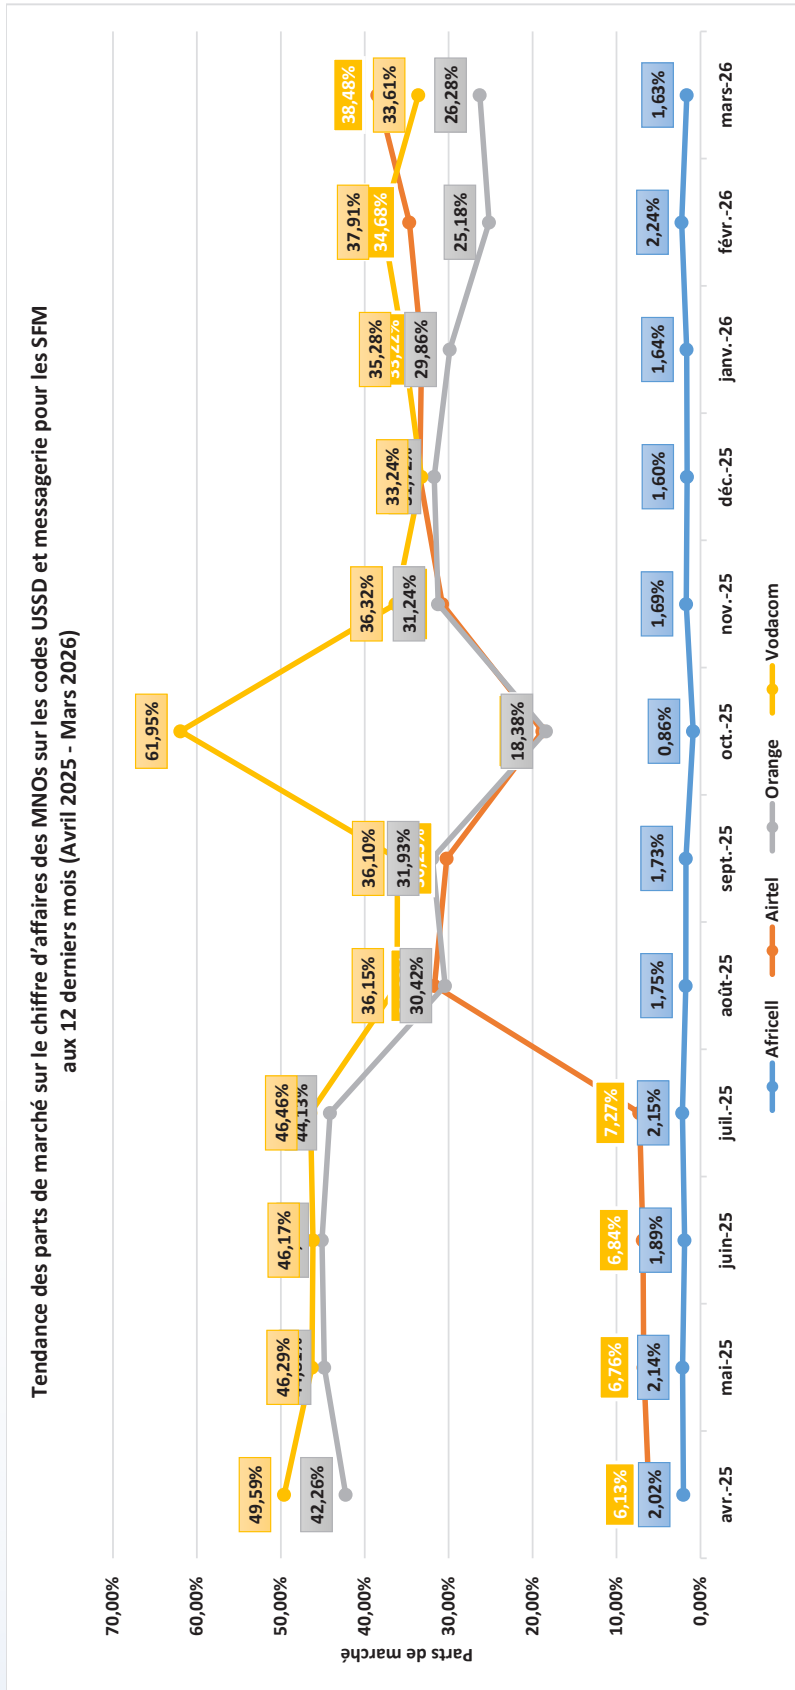 Tendance des parts de marché sur le chiffre d'affaires des MNOs sur les codes USSD et messagerie pour les SFM
aux 12 derniers mois (Avril 2025 - Mars 2026)
Parts de marché
70,00%
60,00%
50,00%
40,00%
30,00%
20,00%
10,00%
0,00%
49,59% 46,29% 46,17% 46,46% 36,15% 36,10% 61,95% 36,32% 33,24% 35,28% 37,91% 33,61%
42,26% 44,13% 30,42% 31,93% 18,38% 31,24% 29,86% 25,18% 26,28%
6,13% 6,76% 6,84% 7,27% 34,68% 38,48%
2,02% 2,14% 1,89% 2,15% 1,75% 1,73% 0,86% 1,69% 1,60% 1,64% 2,24% 1,63%
avr.-25 mai-25 juin-25 juil.-25 août-25 sept.-25 oct.-25 nov.-25 déc.-25 janv.-26 févr.-26 mars-26
Africell Airtel Orange Vodacom